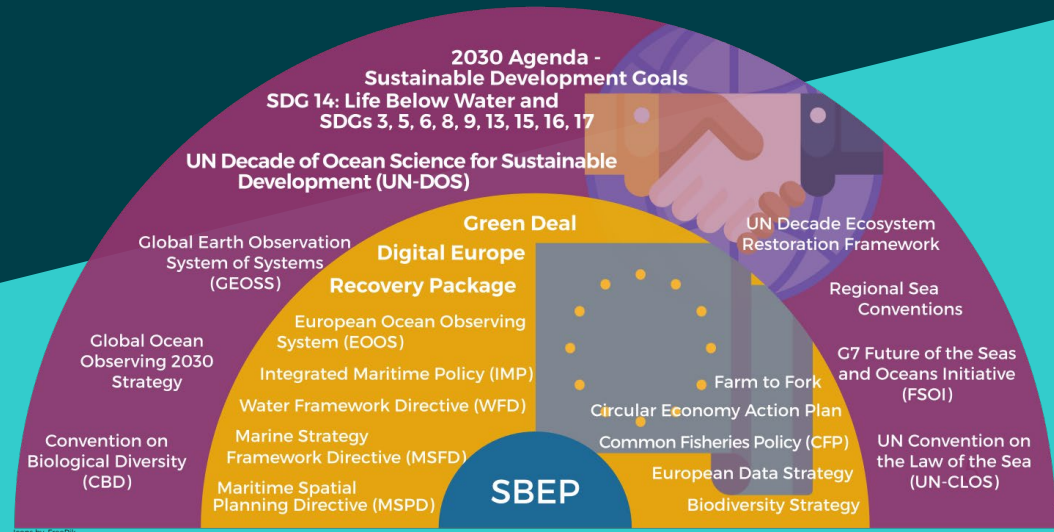 2030 Agenda -
Sustainable Development Goals
SDG 14: Life Below Water and
SDGs 3, 5, 6, 8, 9, 13, 15, 16, 17
UN Decade of Ocean Science for Sustainable
Development (UN-DOS)
Global Earth Observation
System of Systems
(GEOSS)
Global Ocean
Observing 2030
Strategy
Convention on
Biological Diversity
(CBD)
Green Deal
Digital Europe
Recovery Package
European Ocean Observing
System (EOOS)
Integrated Maritime Policy (IMP)
Water Framework Directive (WFD)
Marine Strategy
Framework Directive (MSFD)
Maritime Spatial
Planning Directive (MSPD)
SBEP
Farm to Fork
Circular Economy Action Plan
Common Fisheries Policy (CFP)
European Data Strategy
Biodiversity Strategy
UN Decade Ecosystem
Restoration Framework
Regional Sea
Conventions
G7 Future of the Seas
and Oceans Initiative
(FSOI)
UN Convention on
the Law of the Sea
(UN-CLOS)